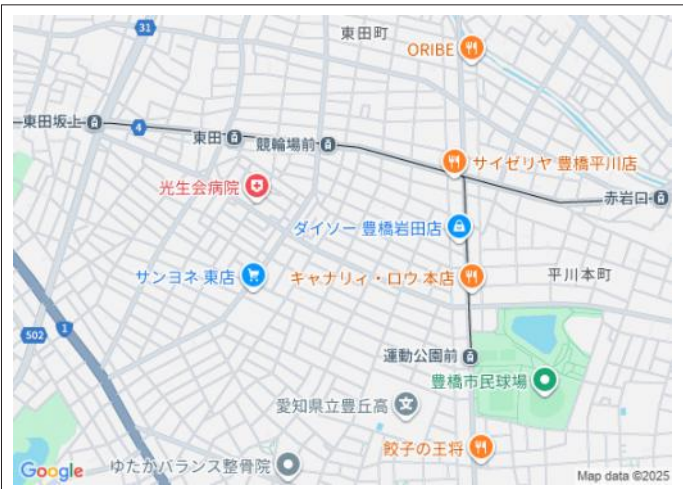 31
東田町
ORIBE
東田坂上
4
東田
競輪場前
サイゼリヤ 豊橋平川店
光生会病院
赤岩口
ダイソー 豊橋岩田店
サンヨネ 東店
キャナリィ・ロウ 本店
平川本町
1
502
運動公園前
豊橋市民球場
愛知県立豊丘高
文
餃子の王将
ゆたかバランス整骨院
Google
Map data ©2025